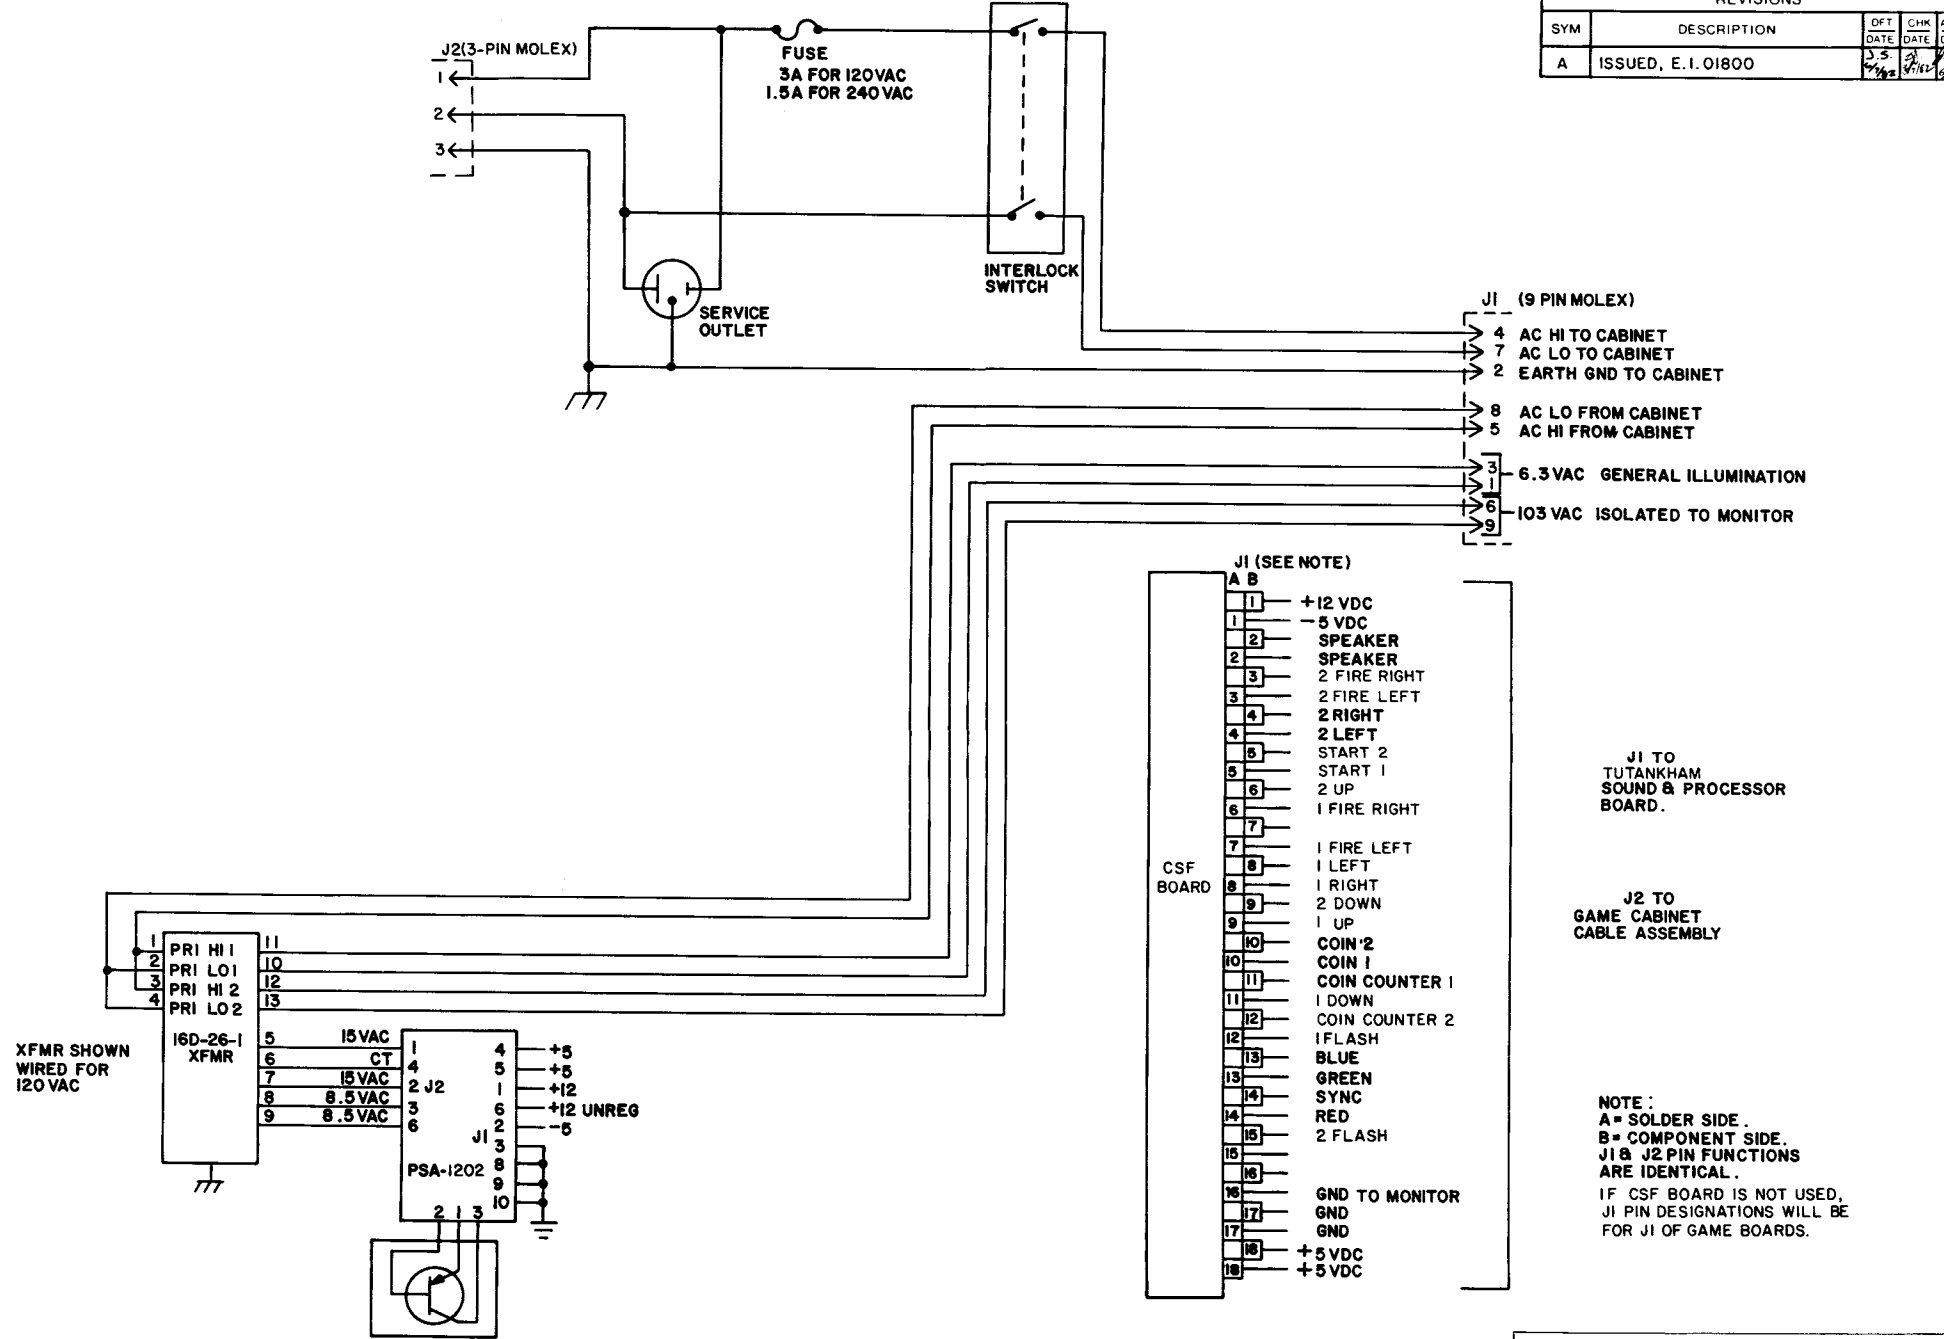 REVISIONS
SYM DESCRIPTION DFT DATE CHK DATE
A ISSUED, E.I.01800 J.S.
J2(3-PIN MOLEX)
1
2
3
FUSE
3A FOR 120VAC
1.5A FOR 240VAC
INTERLOCK
SWITCH
SERVICE
OUTLET
J1 (9 PIN MOLEX)
4 AC HI TO CABINET
7 AC LO TO CABINET
2 EARTH GND TO CABINET
8 AC LO FROM CABINET
5 AC HI FROM CABINET
3
1
6.3VAC GENERAL ILLUMINATION
6
9
103 VAC ISOLATED TO MONITOR
J1 (SEE NOTE)
A B
1 +12 VDC
1 -5 VDC
2 SPEAKER
2 SPEAKER
3 2 FIRE RIGHT
3 2 FIRE LEFT
4 2 RIGHT
4 2 LEFT
5 START 2
5 START 1
6 2 UP
6 1 FIRE RIGHT
7
7 1 FIRE LEFT
8 1 LEFT
8 1 RIGHT
9 2 DOWN
9 1 UP
10 COIN 2
10 COIN 1
11 COIN COUNTER 1
11 1 DOWN
12 COIN COUNTER 2
12 1 FLASH
13 BLUE
13 GREEN
14 SYNC
14 RED
15 2 FLASH
15
16
16 GND TO MONITOR
17 GND
17 GND
18 +5VDC
18 +5VDC
CSF
BOARD
J1 TO
TUTANKHAM
SOUND & PROCESSOR
BOARD.
J2 TO
GAME CABINET
CABLE ASSEMBLY
NOTE:
A= SOLDER SIDE.
B= COMPONENT SIDE.
J1 & J2 PIN FUNCTIONS
ARE IDENTICAL.
IF CSF BOARD IS NOT USED,
J1 PIN DESIGNATIONS WILL BE
FOR J1 OF GAME BOARDS.
1 PRI HI 1 11
2 PRI LO 1 10
3 PRI HI 2 12
4 PRI LO 2 13
16D-26-1
XFMR
XFMR SHOWN
WIRED FOR
120 VAC
5 15VAC 1
6 CT 4
7 15VAC 2
8 8.5VAC 3
9 8.5VAC 6
J2
4 +5
5 +5
1 +12
6 +12 UNREG
2 -5
J1
3
8
9
10
PSA-1202
2 1 3